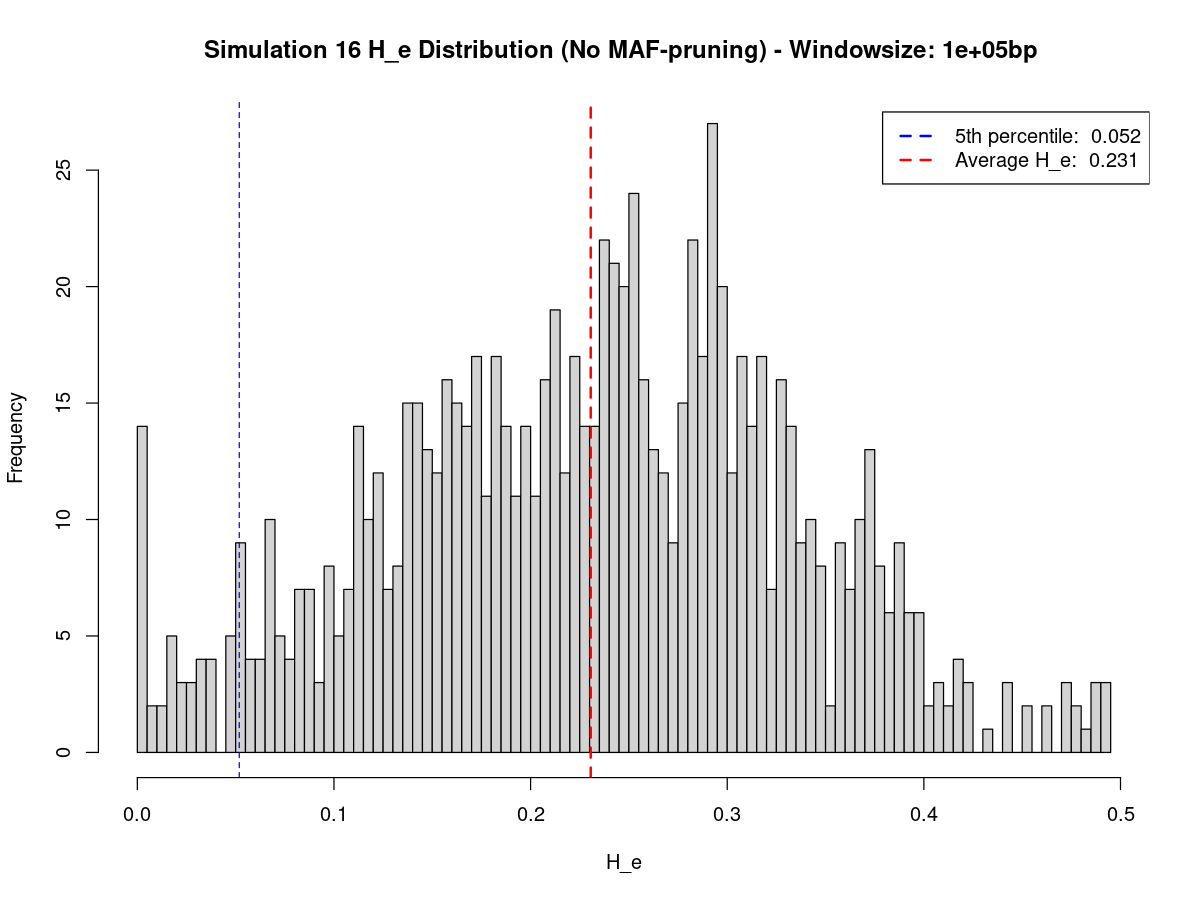 Simulation 16 H_e Distribution (No MAF-pruning) - Windowsize: 1e+05bp
5th percentile: 0.052
Average H_e: 0.231
Frequency
25
20
15
10
5
0
0.0 0.1 0.2 0.3 0.4 0.5
H_e